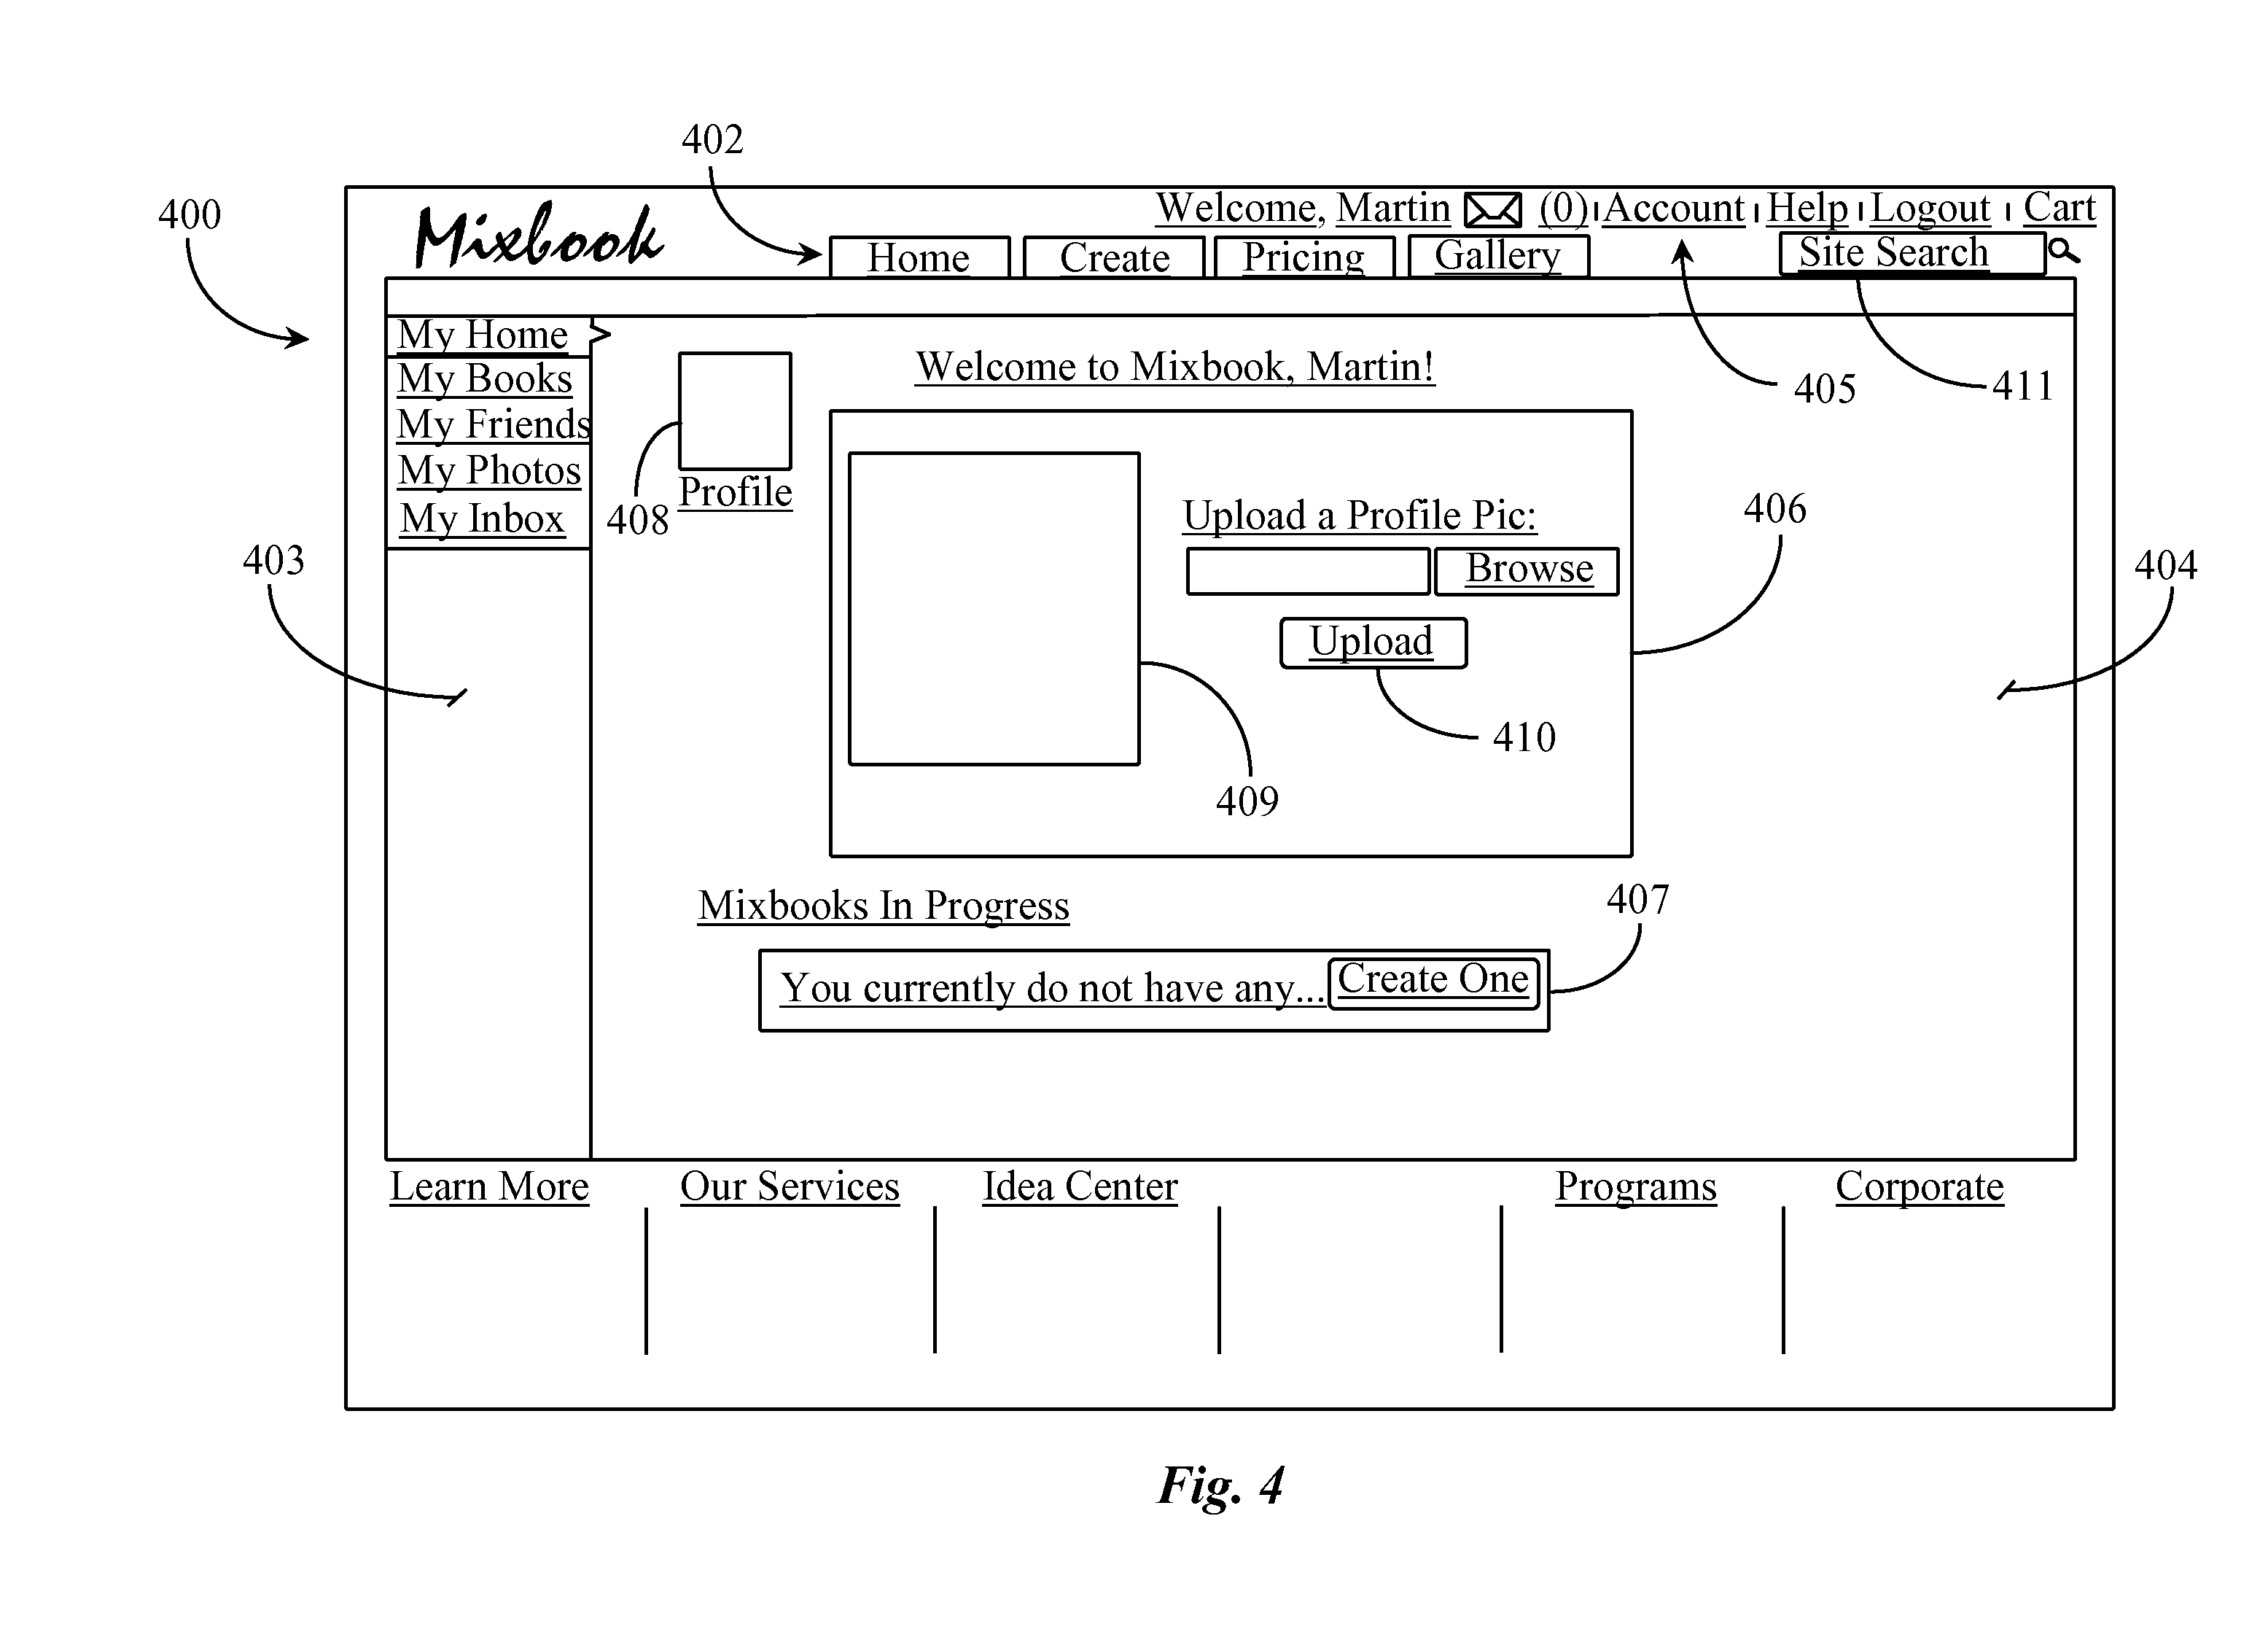 402
400
Mixbook
Welcome, Martin (0) Account Help Logout Cart
Home Create Pricing Gallery Site Search
My Home
My Books
My Friends
My Photos
My Inbox
403
408
Profile
Welcome to Mixbook, Martin!
405
411
Upload a Profile Pic:
Browse
Upload
406
404
410
409
Mixbooks In Progress
407
You currently do not have any... Create One
Learn More Our Services Idea Center Programs Corporate
Fig. 4